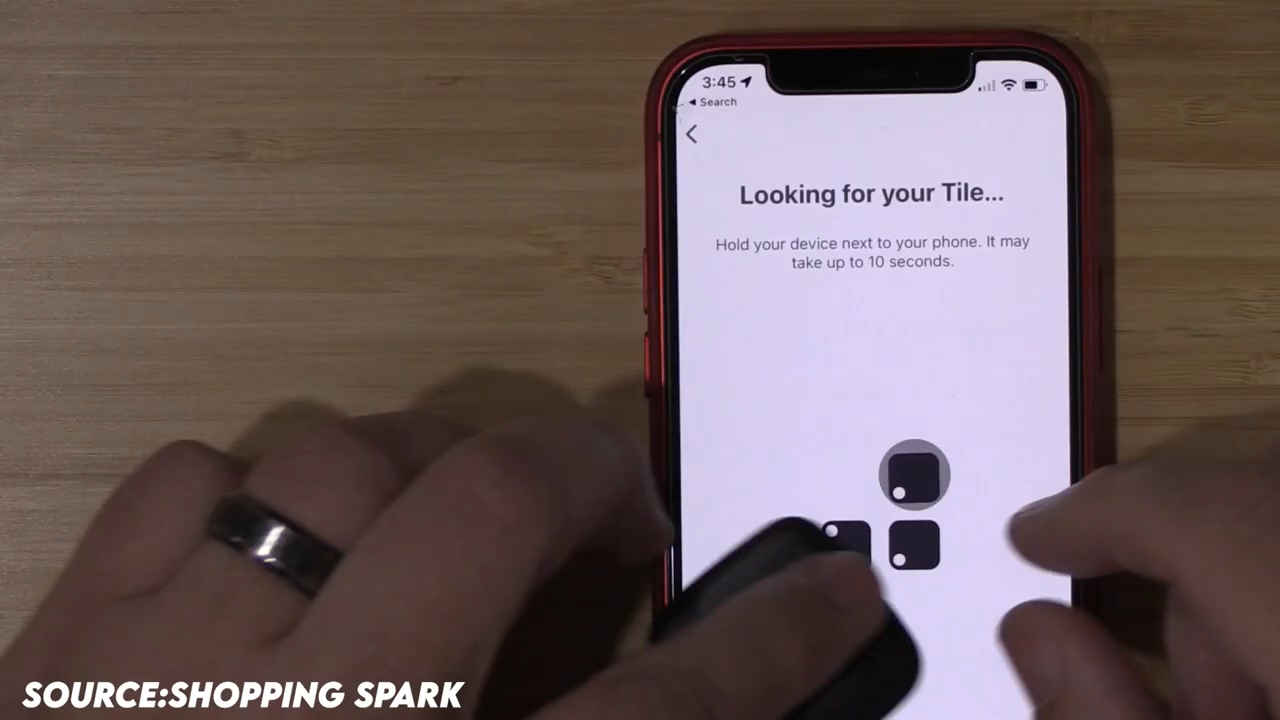 3:45
◄ Search
Looking for your Tile...
Hold your device next to your phone. It may
take up to 10 seconds.
SOURCE:SHOPPING SPARK